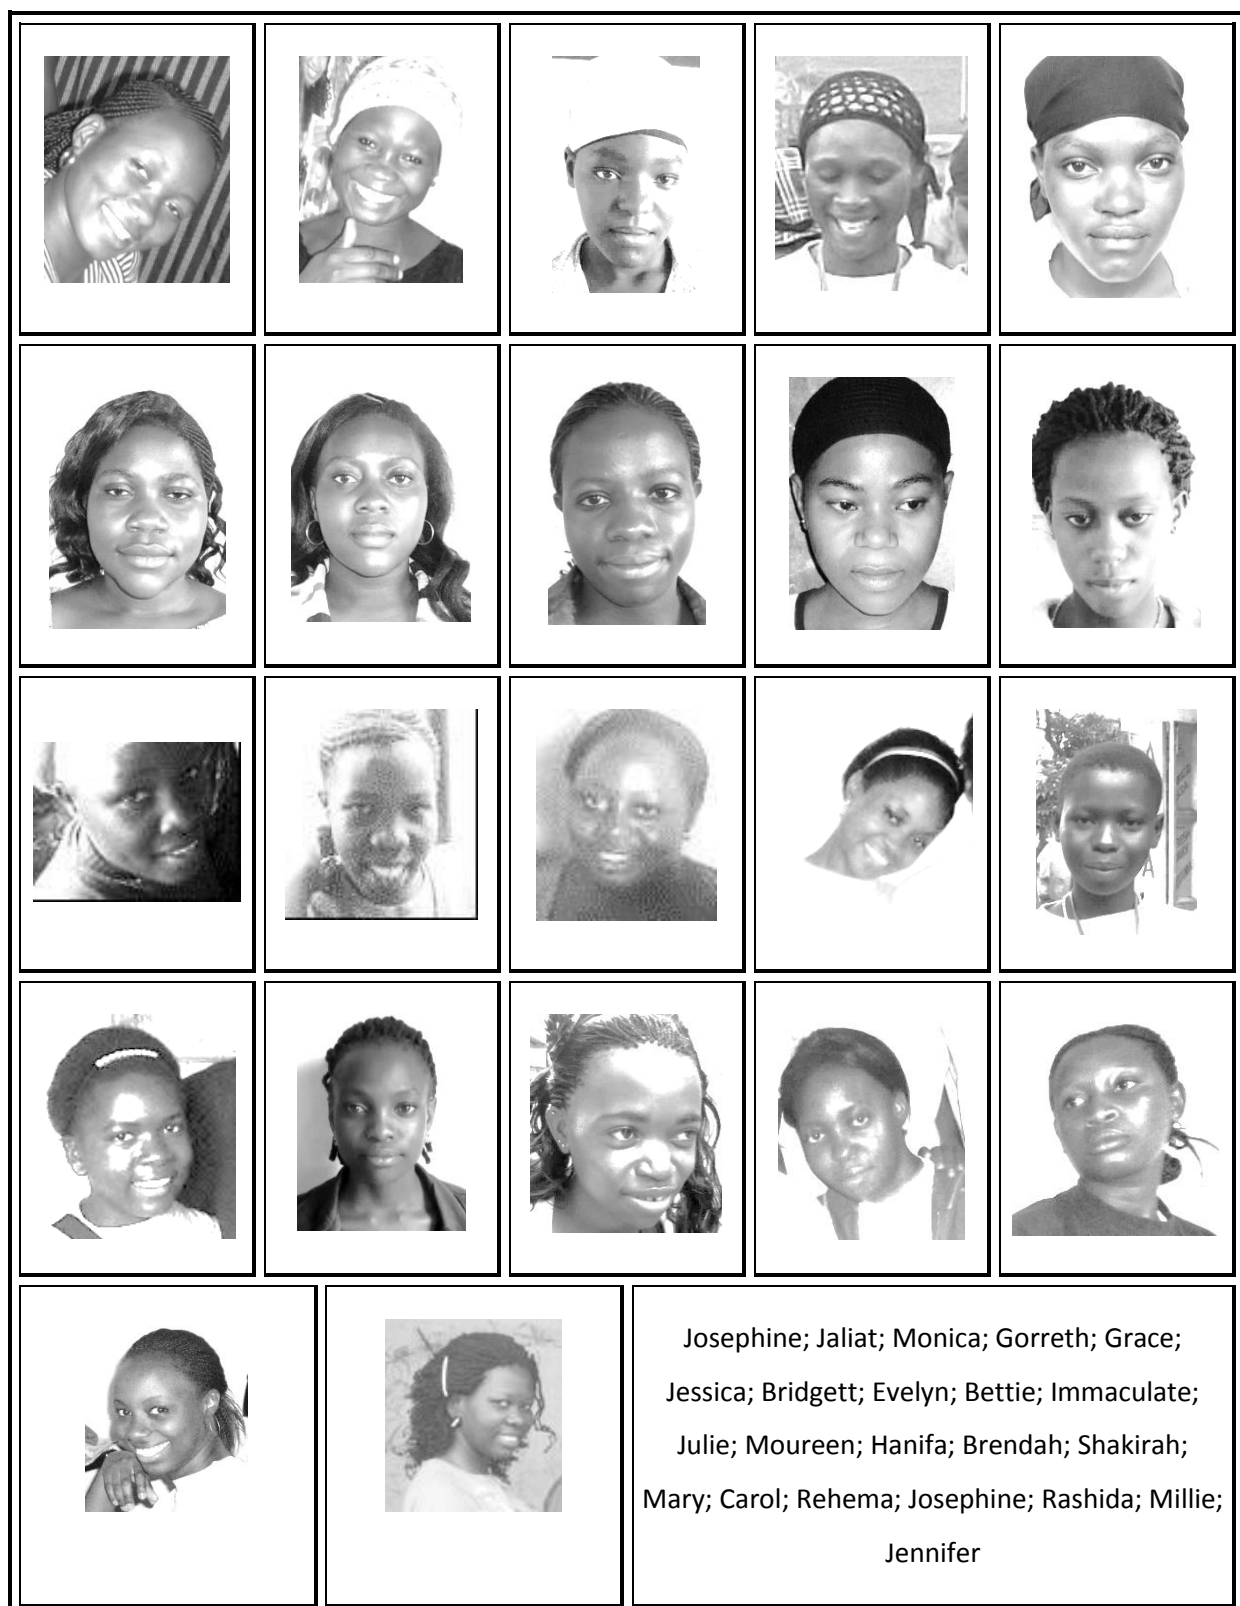 Josephine; Jaliat; Monica; Gorreth; Grace;
Jessica; Bridgett; Evelyn; Bettie; Immaculate;
Julie; Moureen; Hanifa; Brendah; Shakirah;
Mary; Carol; Rehema; Josephine; Rashida; Millie;
Jennifer